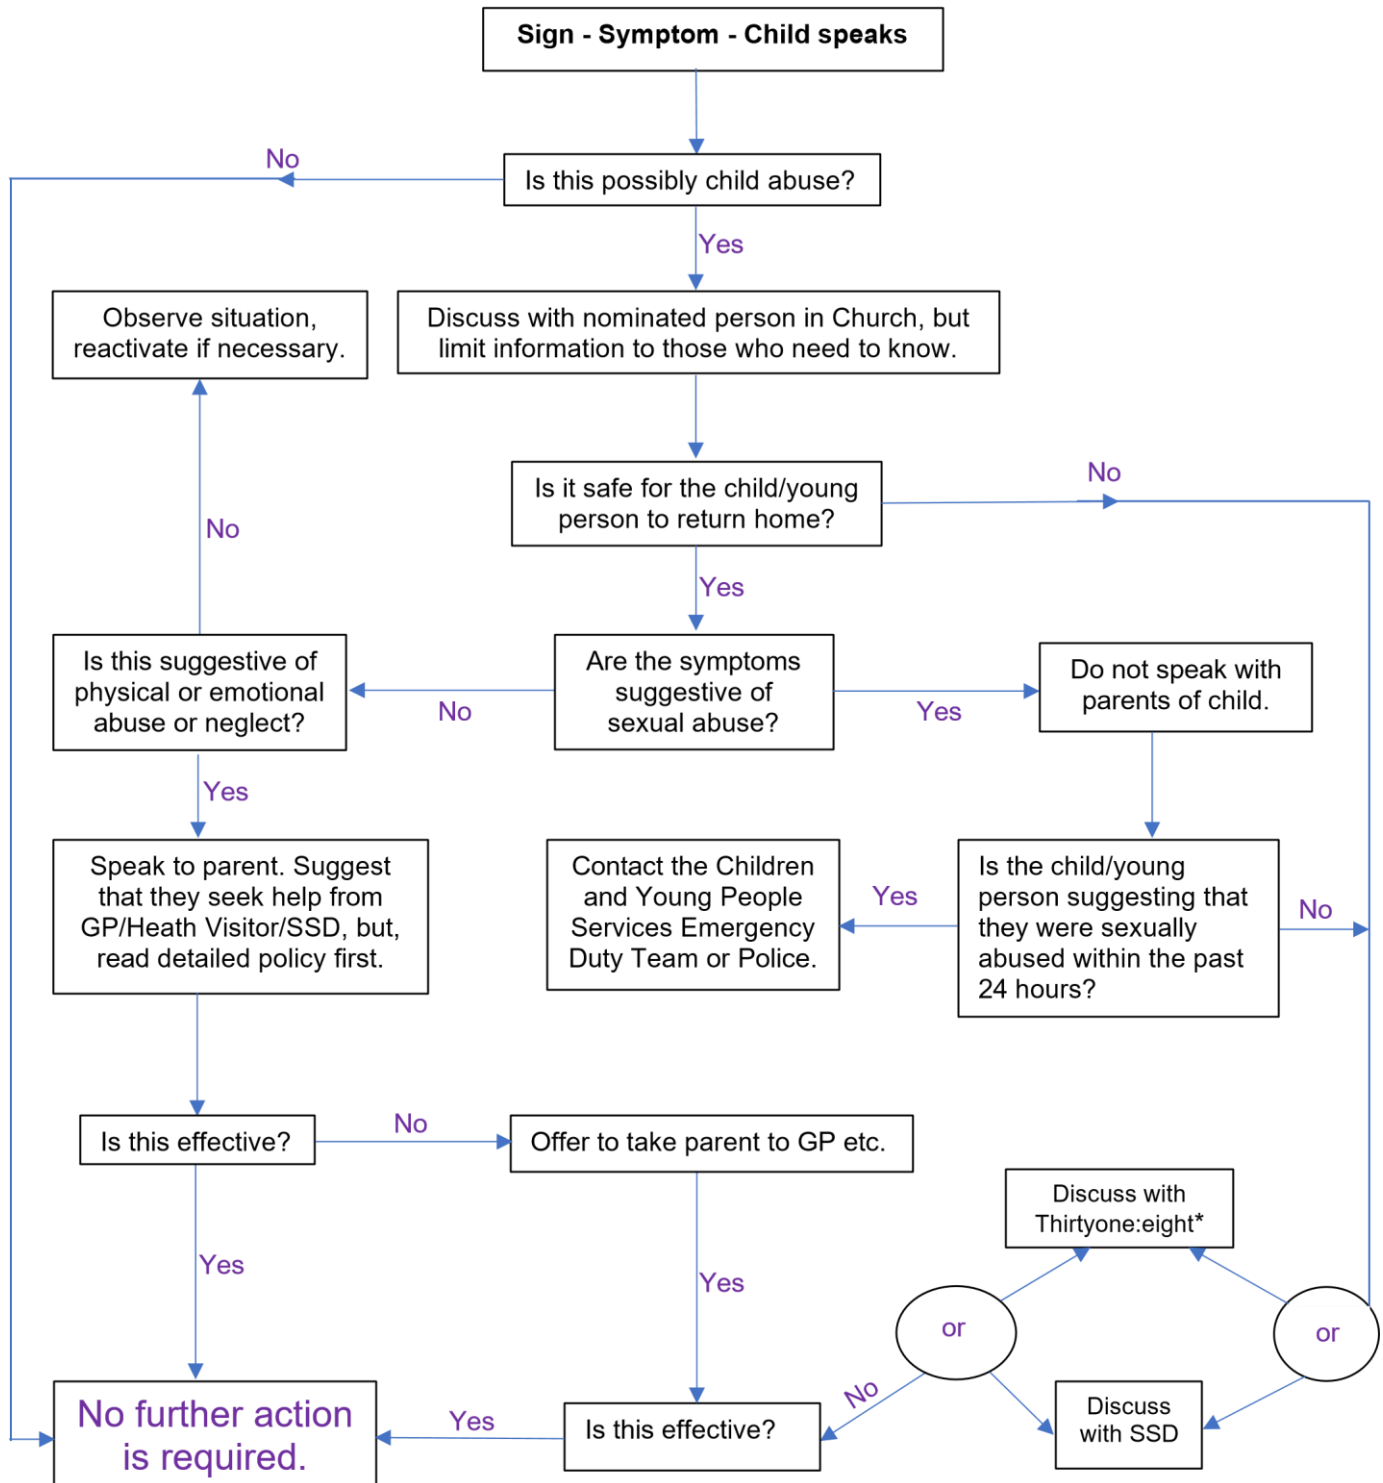 Sign - Symptom - Child speaks
No
Is this possibly child abuse?
Yes
Observe situation,
reactivate if necessary.
Discuss with nominated person in Church, but
limit information to those who need to know.
No
Is it safe for the child/young
person to return home?
No
Yes
Is this suggestive of
physical or emotional
abuse or neglect?
No
Are the symptoms
suggestive of
sexual abuse?
Yes
Do not speak with
parents of child.
Yes
Speak to parent. Suggest
that they seek help from
GP/Heath Visitor/SSD, but,
read detailed policy first.
Contact the Children
and Young People
Services Emergency
Duty Team or Police.
Yes
Is the child/young
person suggesting that
they were sexually
abused within the past
24 hours?
No
Is this effective?
No
Offer to take parent to GP etc.
Discuss with
Thirtyone:eight*
Yes
Yes
or
or
No further action
is required.
Yes
Is this effective?
No
Discuss
with SSD